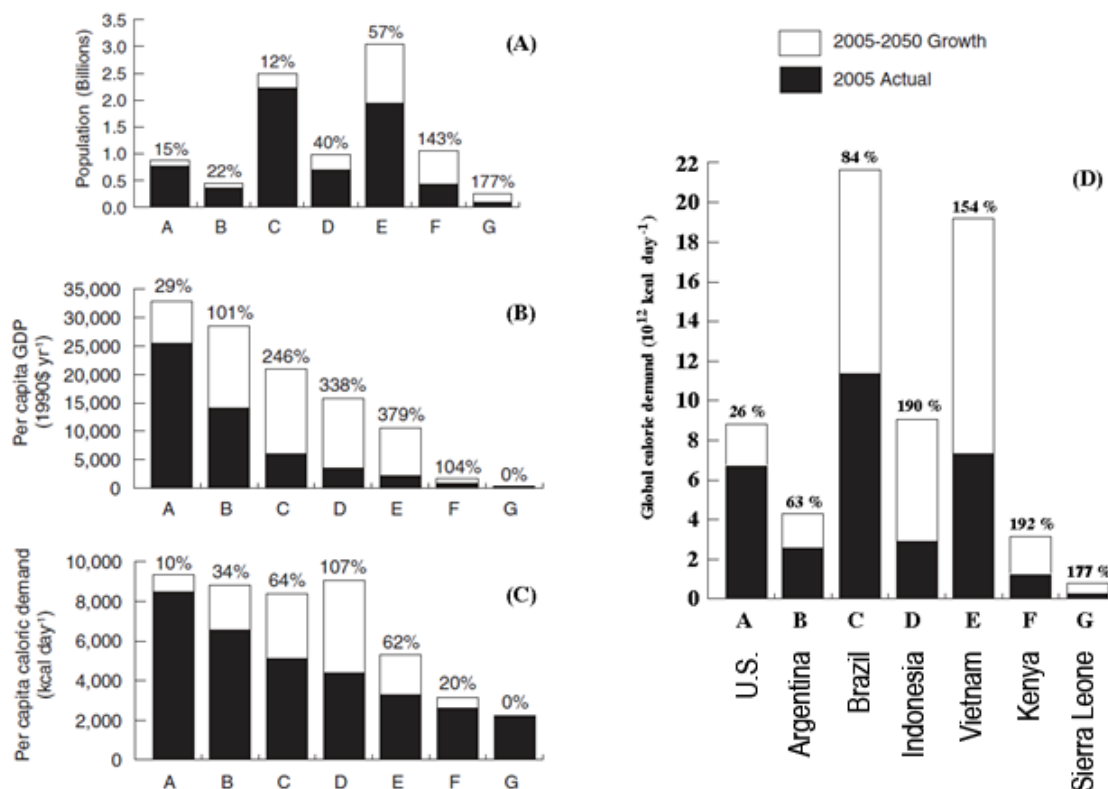 3.5
3.0
2.5
2.0
1.5
1.0
0.5
0.0
Population (Billions)
(A)
15%
22%
12%
40%
57%
143%
177%
A B C D E F G
35,000
30,000
25,000
20,000
15,000
10,000
5,000
0
Per capita GDP
(1990$ yr⁻¹)
(B)
29%
101%
246%
338%
379%
104%
0%
A B C D E F G
10,000
8,000
6,000
4,000
2,000
0
Per capita caloric demand
(kcal day⁻¹)
(C)
10%
34%
64%
107%
62%
20%
0%
A B C D E F G
2005-2050 Growth
2005 Actual
22
20
18
16
14
12
10
8
6
4
2
0
Global caloric demand (10¹² kcal day⁻¹)
(D)
26 %
63 %
84 %
190 %
154 %
192 %
177 %
A B C D E F G
U.S.
Argentina
Brazil
Indonesia
Vietnam
Kenya
Sierra Leone